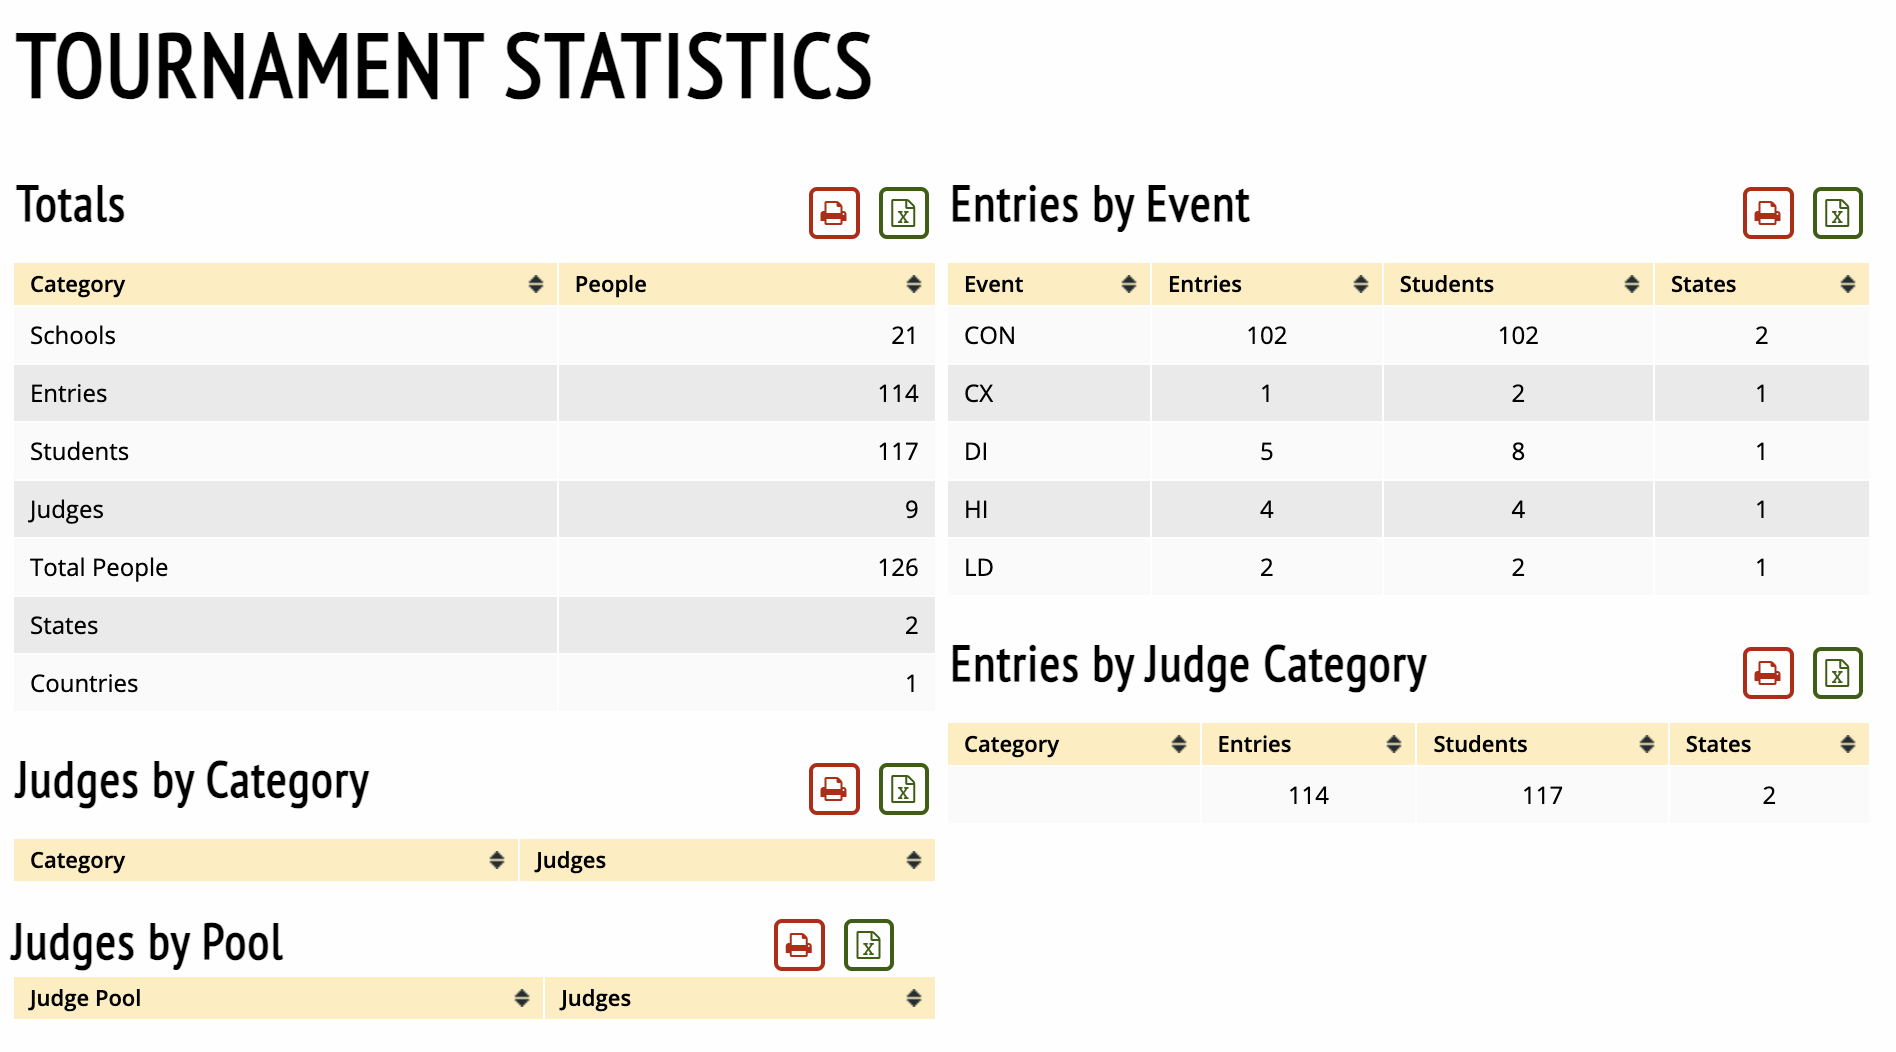 TOURNAMENT STATISTICS
Totals
Category People
Schools 21
Entries 114
Students 117
Judges 9
Total People 126
States 2
Countries 1
Judges by Category
Category Judges
Judges by Pool
Judge Pool Judges
Entries by Event
Event Entries Students States
CON 102 102 2
CX 1 2 1
DI 5 8 1
HI 4 4 1
LD 2 2 1
Entries by Judge Category
Category Entries Students States
114 117 2